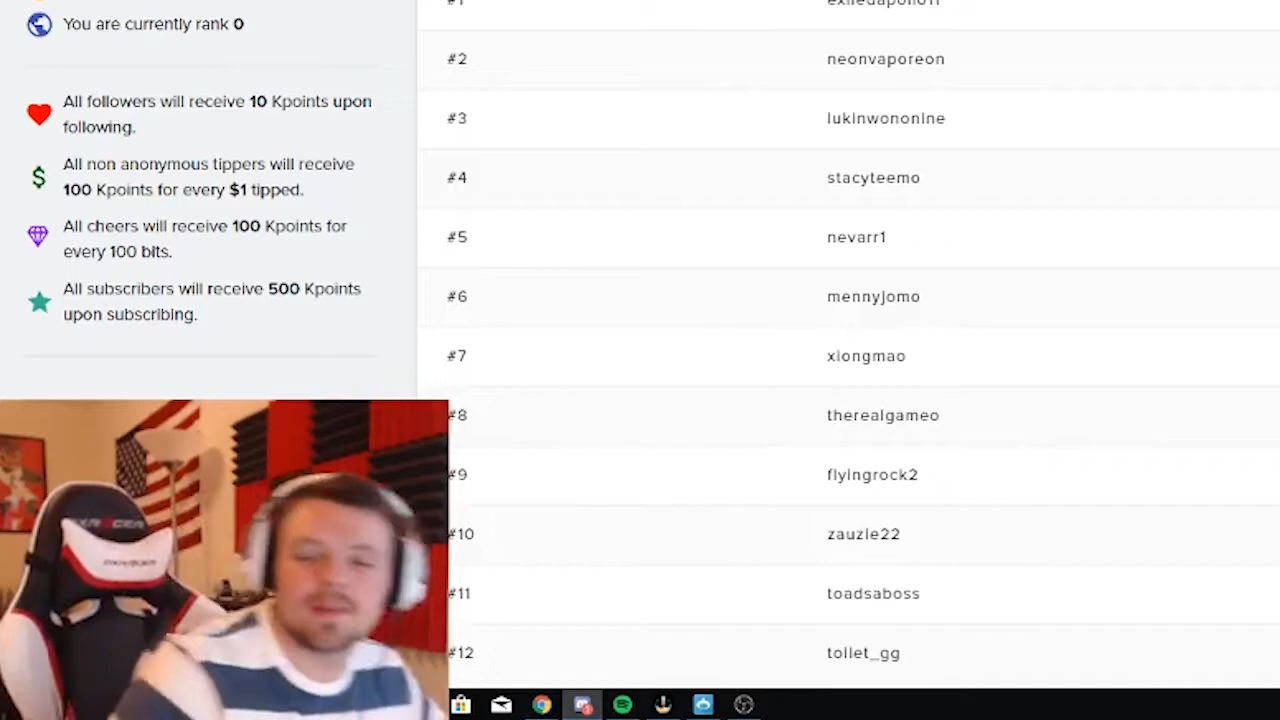 You are currently rank 0
All followers will receive 10 Kpoints upon
following.
All non anonymous tippers will receive
100 Kpoints for every $1 tipped.
All cheers will receive 100 Kpoints for
every 100 bits.
All subscribers will receive 500 Kpoints
upon subscribing.
#1
#2 neonvaporeon
#3 lukinwononine
#4 stacyteemo
#5 nevarr1
#6 mennyjomo
#7 xiongmao
#8 therealgameo
#9 flyingrock2
#10 zauzle22
#11 toadsaboss
#12 toilet_gg